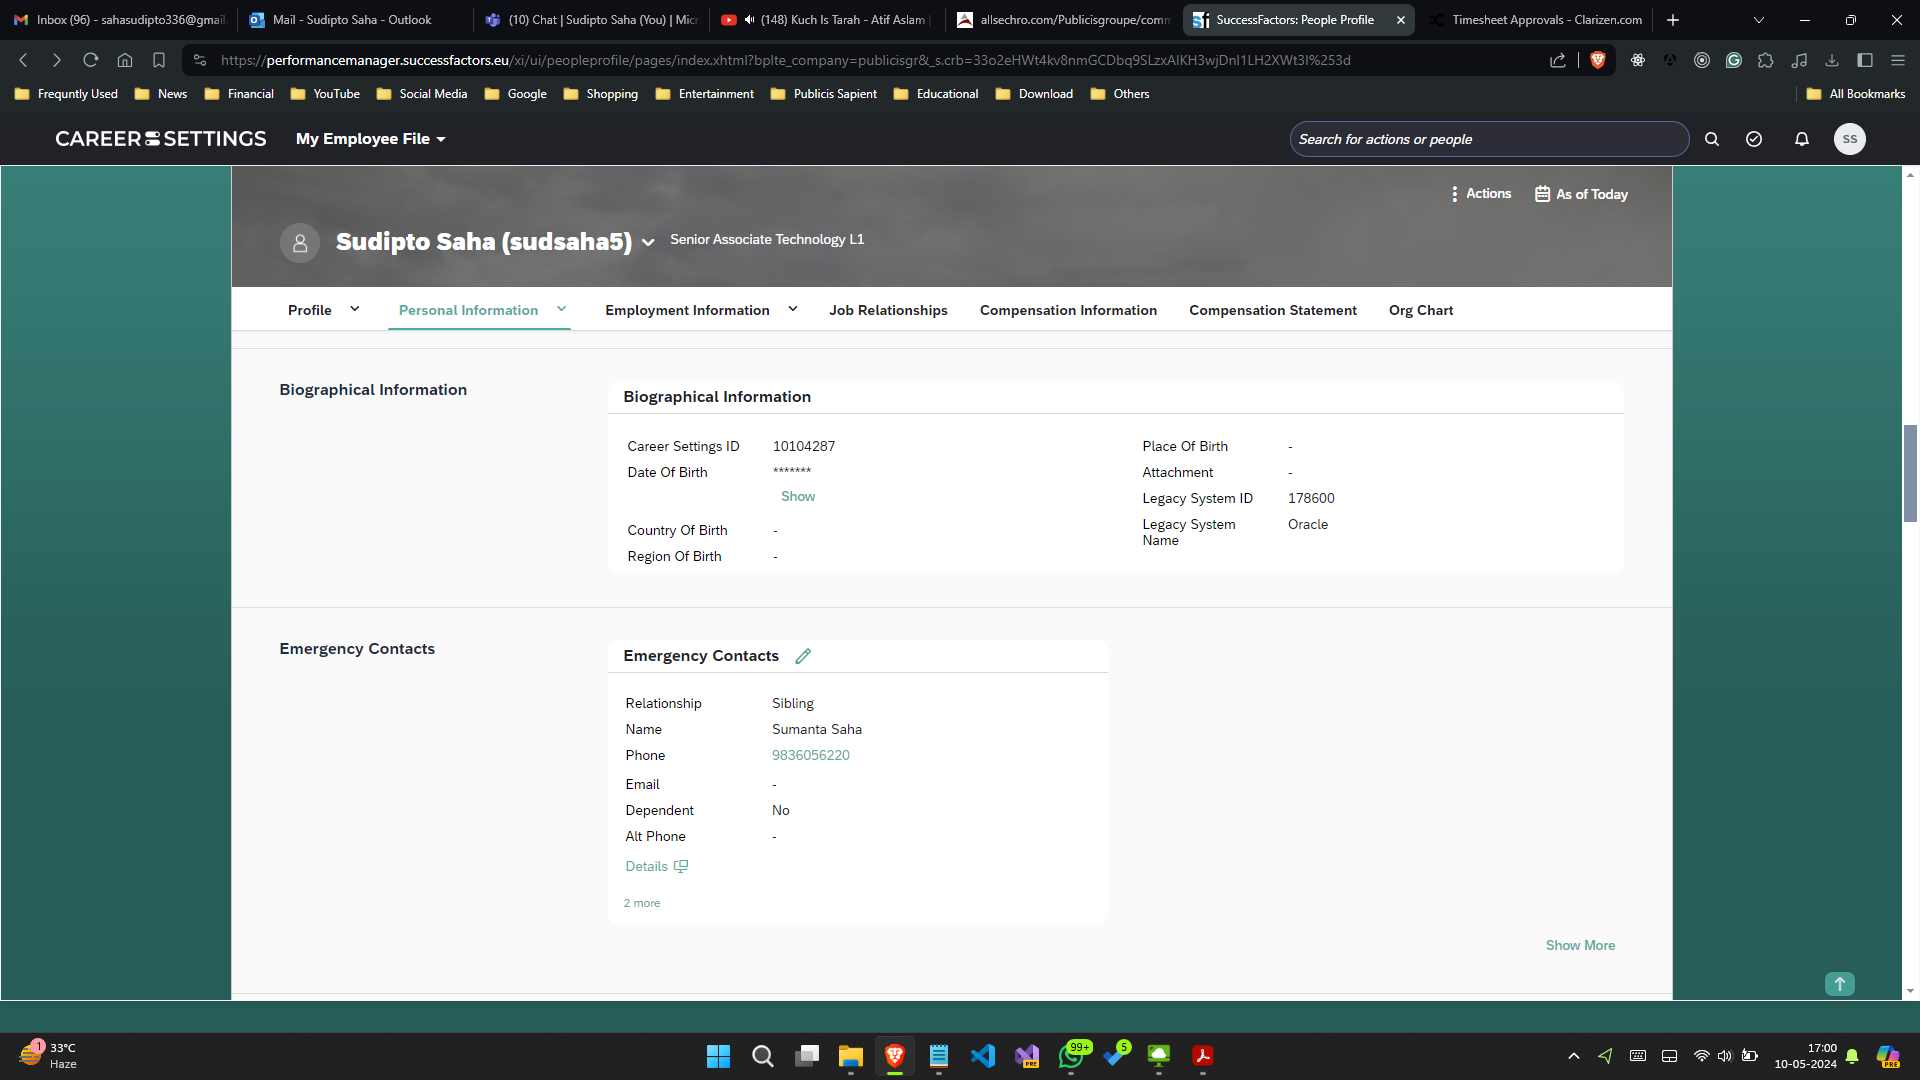 Inbox (96) - sahasudipto336@gmail.
Mail - Sudipto Saha - Outlook
(10) Chat | Sudipto Saha (You) | Micr
(148) Kuch Is Tarah - Atif Aslam |
allsechro.com/Publicisgroupe/comm
SuccessFactors: People Profile
Timesheet Approvals - Clarizen.com
https://performancemanager.successfactors.eu/xi/ui/peopleprofile/pages/index.xhtml?bplte_company=publicisgr&_s.crb=33o2eHWt4kv8nmGCDbq9SLzxAIKH3wjDnI1LH2XWt3I%253d
Frequntly Used
News
Financial
YouTube
Social Media
Google
Shopping
Entertainment
Publicis Sapient
Educational
Download
Others
All Bookmarks
CAREER SETTINGS
My Employee File
Search for actions or people
SS
Actions
As of Today
Sudipto Saha (sudsaha5)
Senior Associate Technology L1
Profile
Personal Information
Employment Information
Job Relationships
Compensation Information
Compensation Statement
Org Chart
Biographical Information
Biographical Information
Career Settings ID 10104287
Date Of Birth *******
Show
Country Of Birth -
Region Of Birth -
Place Of Birth -
Attachment -
Legacy System ID 178600
Legacy System Name Oracle
Emergency Contacts
Emergency Contacts
Relationship Sibling
Name Sumanta Saha
Phone 9836056220
Email -
Dependent No
Alt Phone -
Details
2 more
Show More
1
33°C
Haze
PRE
99+
5
17:00
10-05-2024
PRE